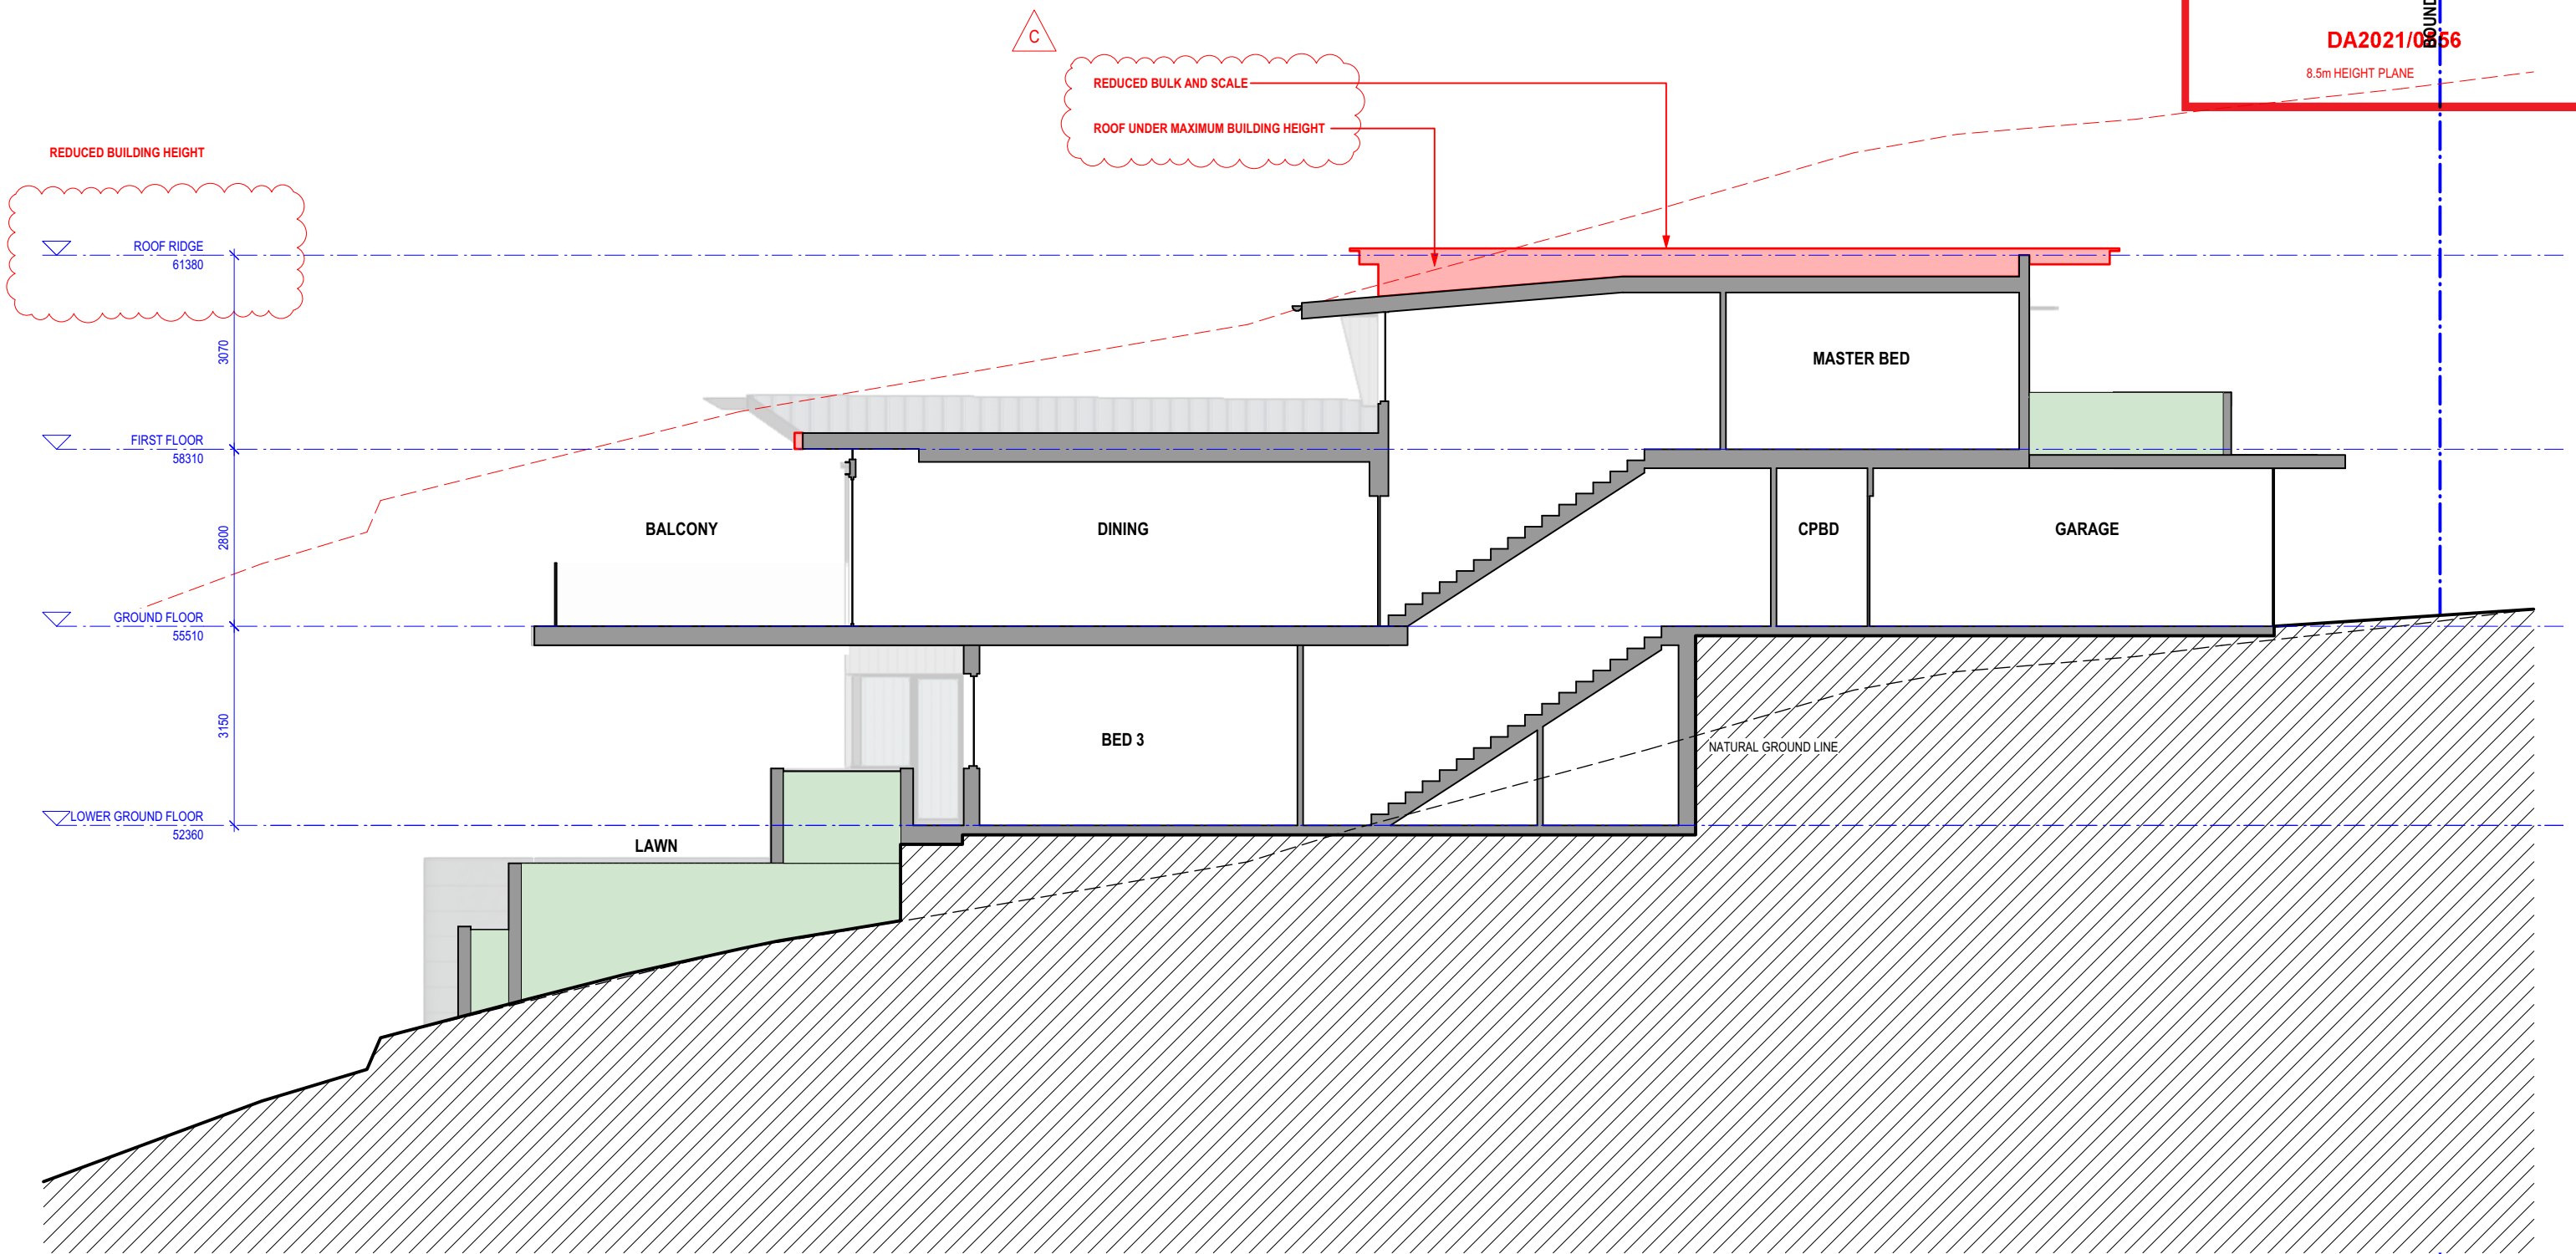 C
DA2021/0
56
BOUND
8.5m HEIGHT PLANE
REDUCED BULK AND SCALE
ROOF UNDER MAXIMUM BUILDING HEIGHT
REDUCED BUILDING HEIGHT
ROOF RIDGE
61380
3070
MASTER BED
FIRST FLOOR
58310
2800
BALCONY
DINING
CPBD
GARAGE
GROUND FLOOR
55510
3150
BED 3
NATURAL GROUND LINE
LOWER GROUND FLOOR
52360
LAWN